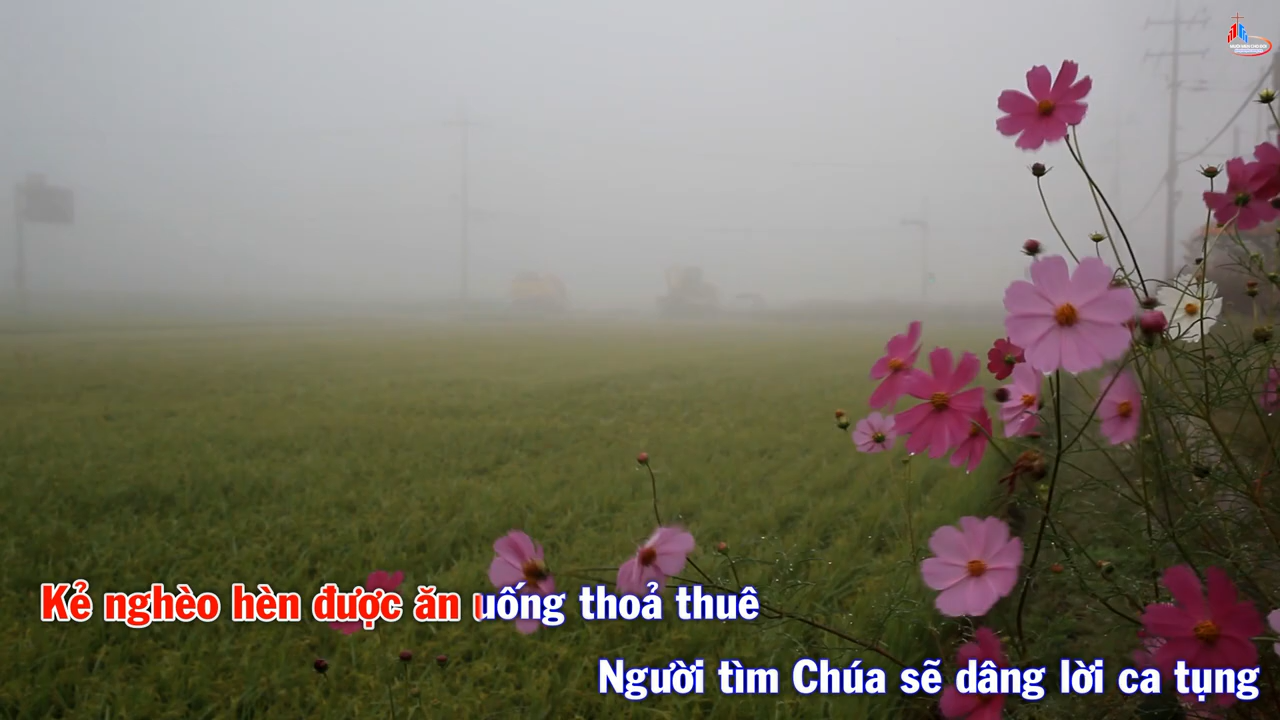 Kẻ nghèo hèn được ăn uống thoả thuê
Người tìm Chúa sẽ dâng lời ca tụng